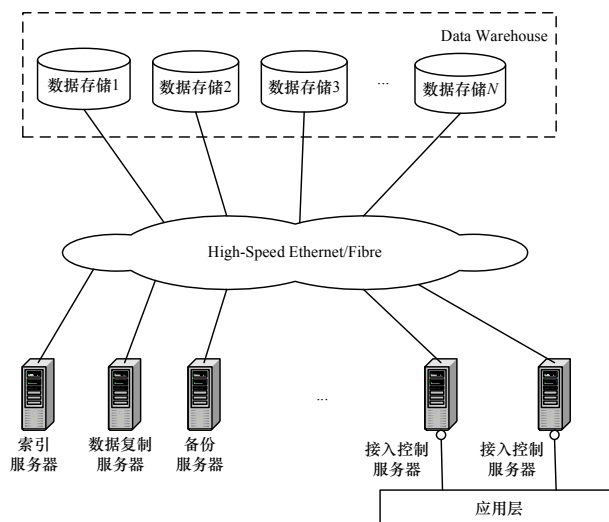 Data Warehouse
数据存储1
数据存储2
数据存储3
...
数据存储N
High-Speed Ethernet/Fibre
...
索引
服务器
数据复制
服务器
备份
服务器
接入控制
服务器
接入控制
服务器
应用层